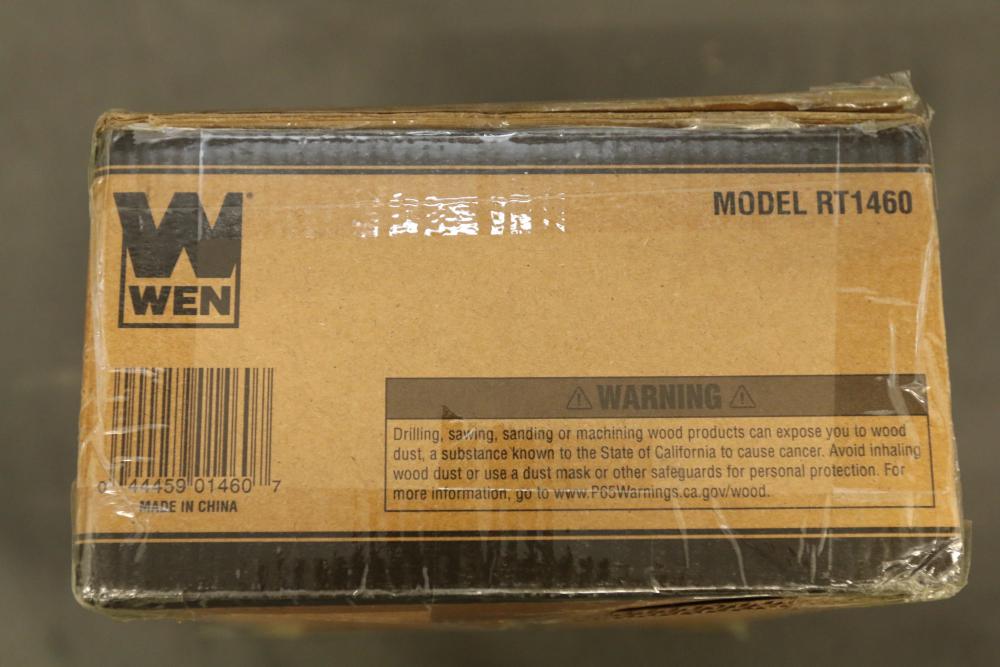 MODEL RT1460
W
WEN
WARNING
Drilling, sawing, sanding or machining wood products can expose you to wood
dust, a substance known to the State of California to cause cancer. Avoid inhaling
wood dust or use a dust mask or other safeguards for personal protection. For
more information, go to www.P65Warnings.ca.gov/wood.
0 44459 01460 7
MADE IN CHINA